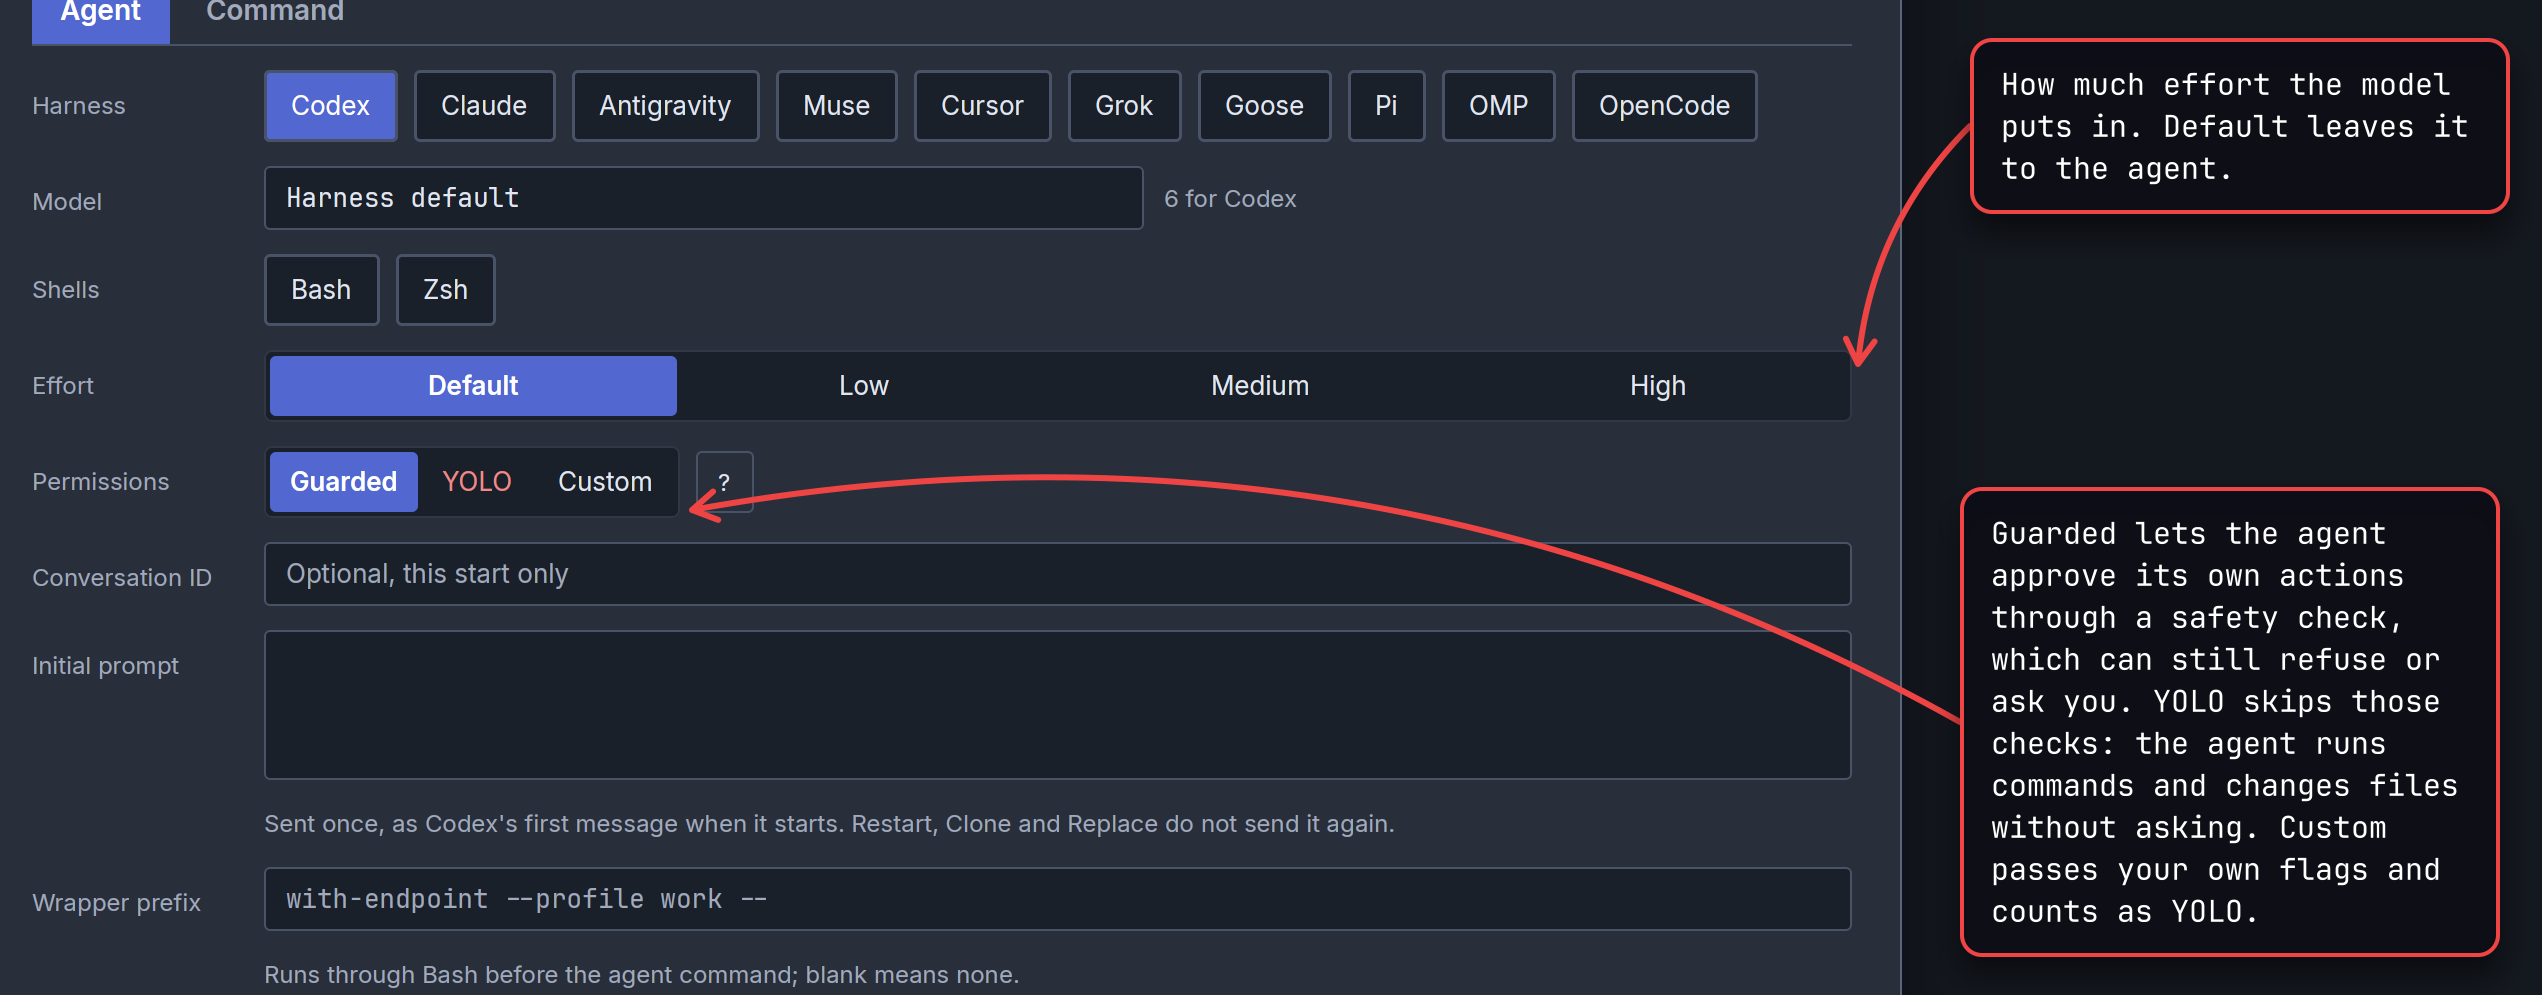 Agent Command
Harness Codex Claude Antigravity Muse Cursor Grok Goose Pi OMP OpenCode
Model Harness default 6 for Codex
Shells Bash Zsh
Effort Default Low Medium High
Permissions Guarded YOLO Custom ?
Conversation ID Optional, this start only
Initial prompt
Sent once, as Codex's first message when it starts. Restart, Clone and Replace do not send it again.
Wrapper prefix with-endpoint --profile work --
Runs through Bash before the agent command; blank means none.
How much effort the model
puts in. Default leaves it
to the agent.
Guarded lets the agent
approve its own actions
through a safety check,
which can still refuse or
ask you. YOLO skips those
checks: the agent runs
commands and changes files
without asking. Custom
passes your own flags and
counts as YOLO.